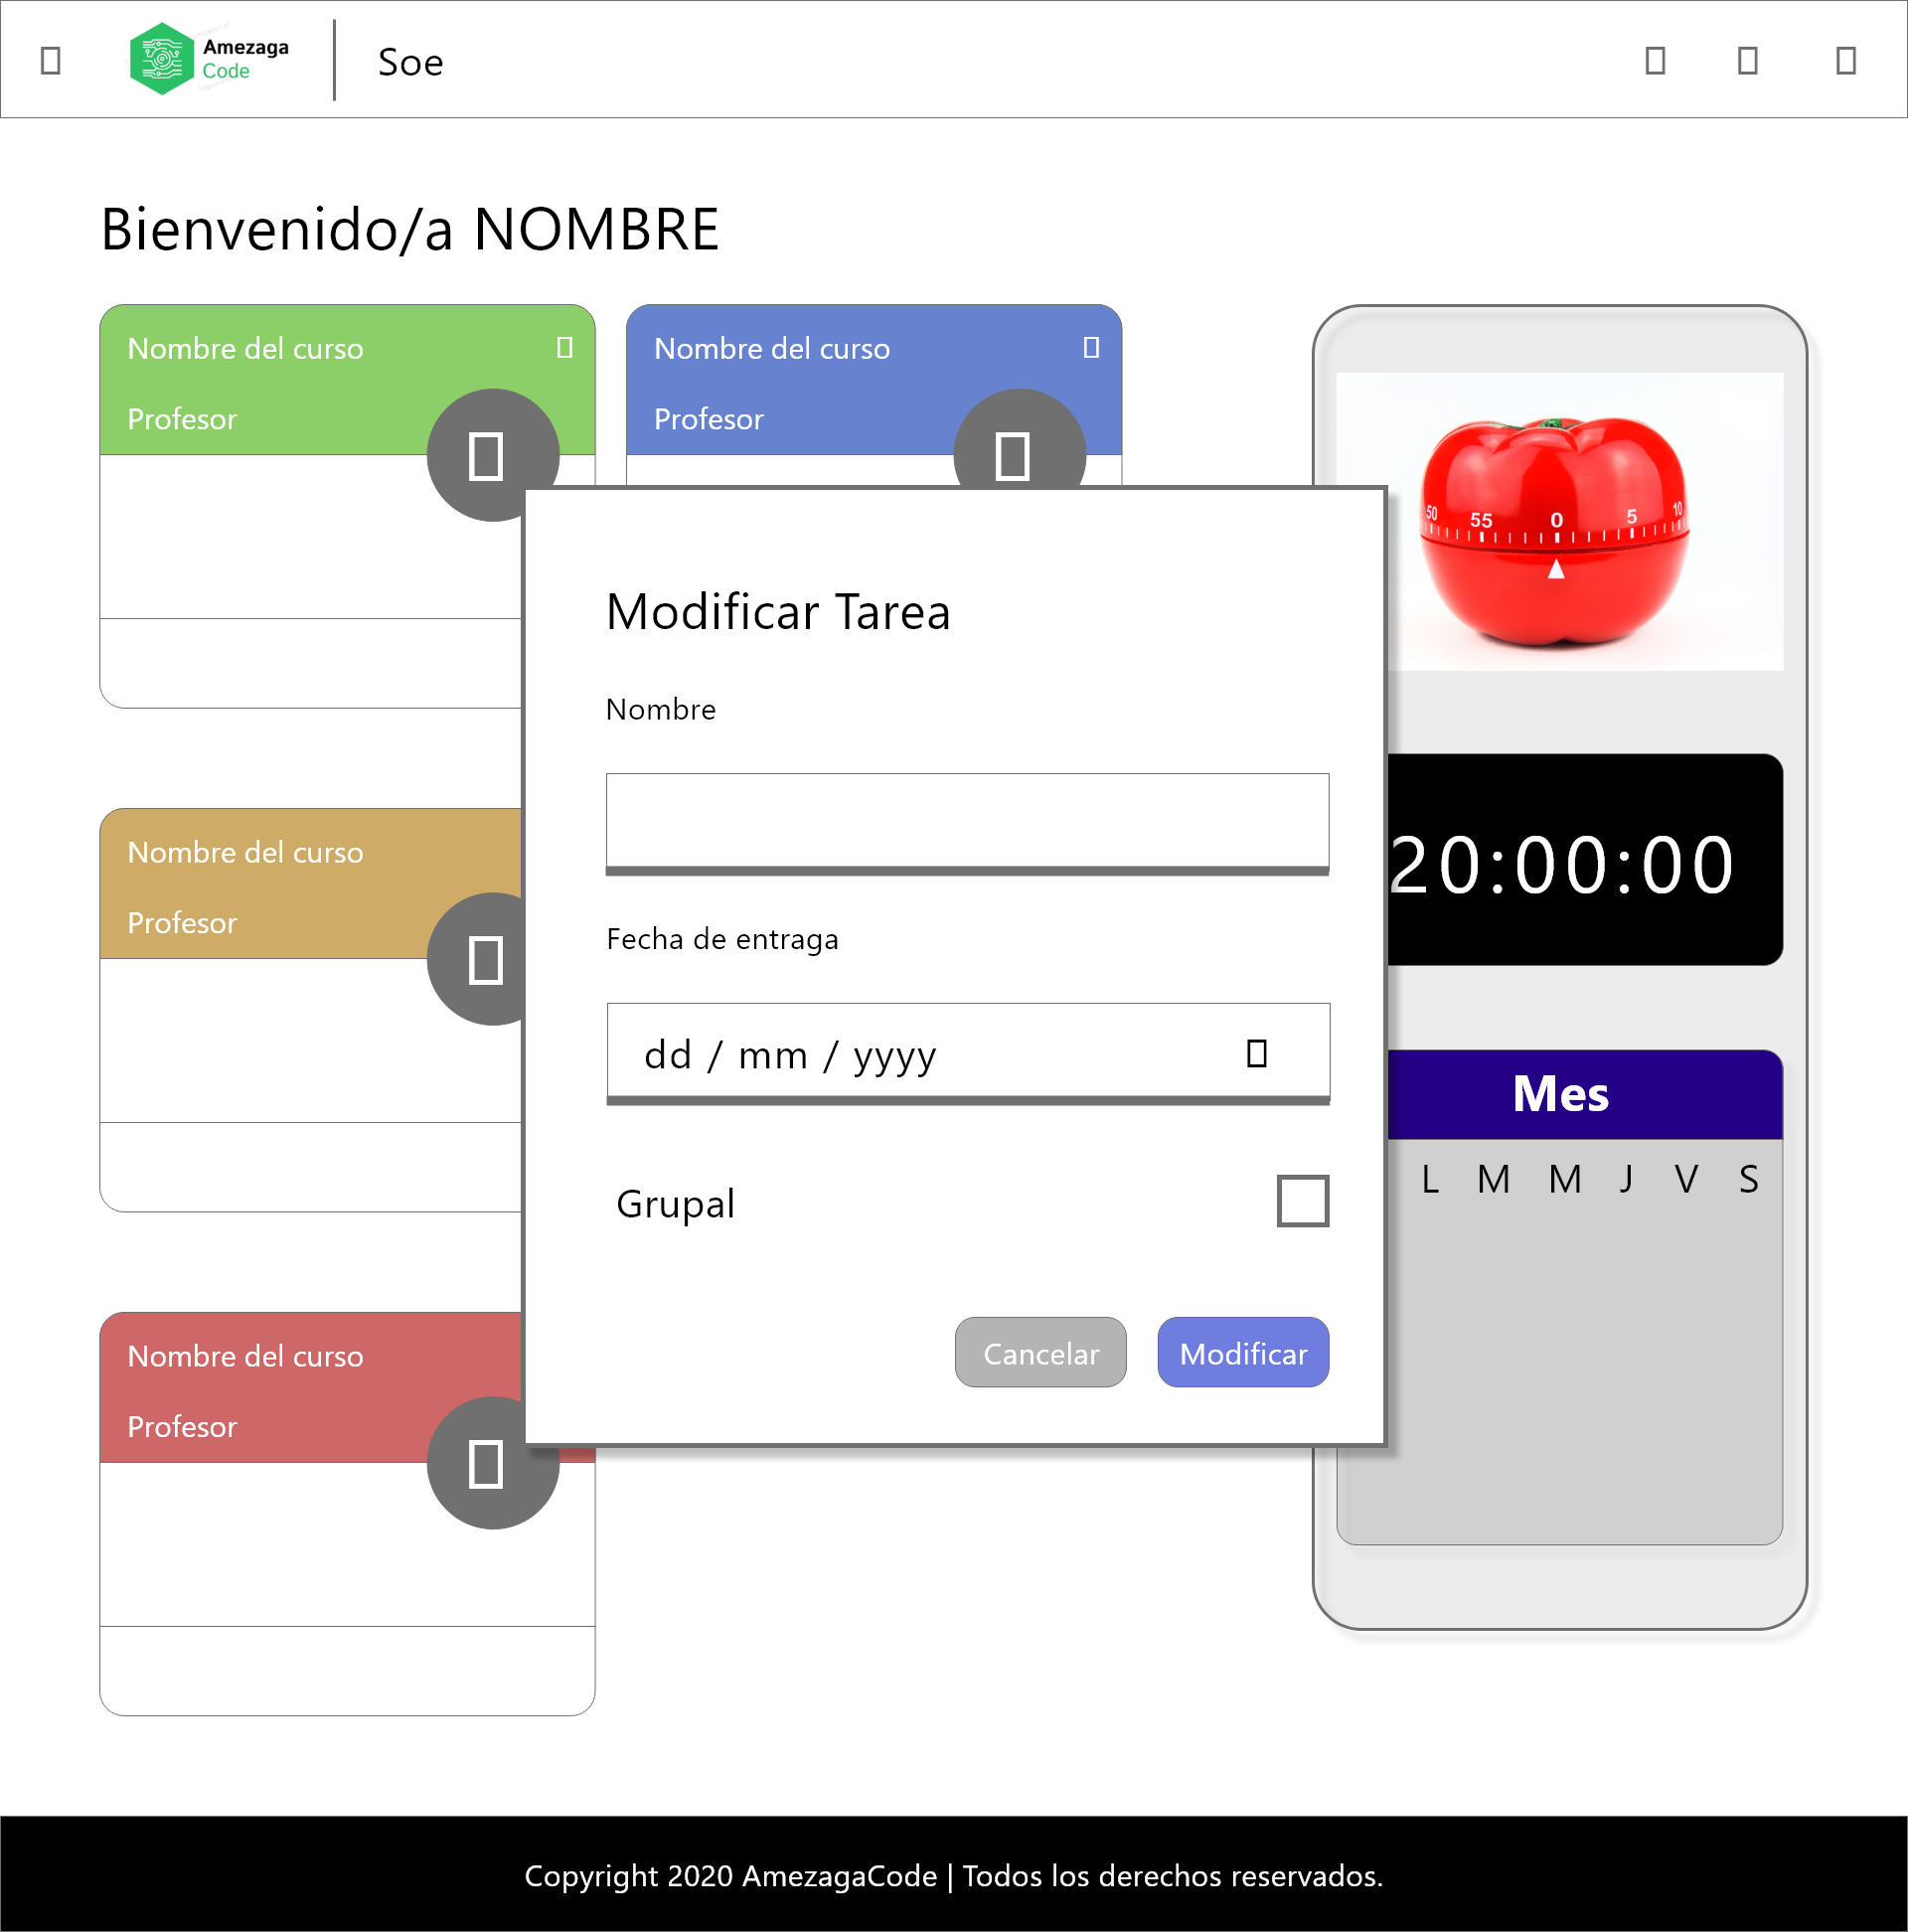 Amezaga
Code
Soe
Bienvenido/a NOMBRE
Nombre del curso
Profesor
Nombre del curso
Profesor
50 55 0 5 10
Modificar Tarea
Nombre
Nombre del curso
Profesor
20:00:00
Fecha de entraga
dd / mm / yyyy
Mes
L M M J V S
Grupal
Cancelar
Modificar
Nombre del curso
Profesor
Copyright 2020 AmezagaCode | Todos los derechos reservados.